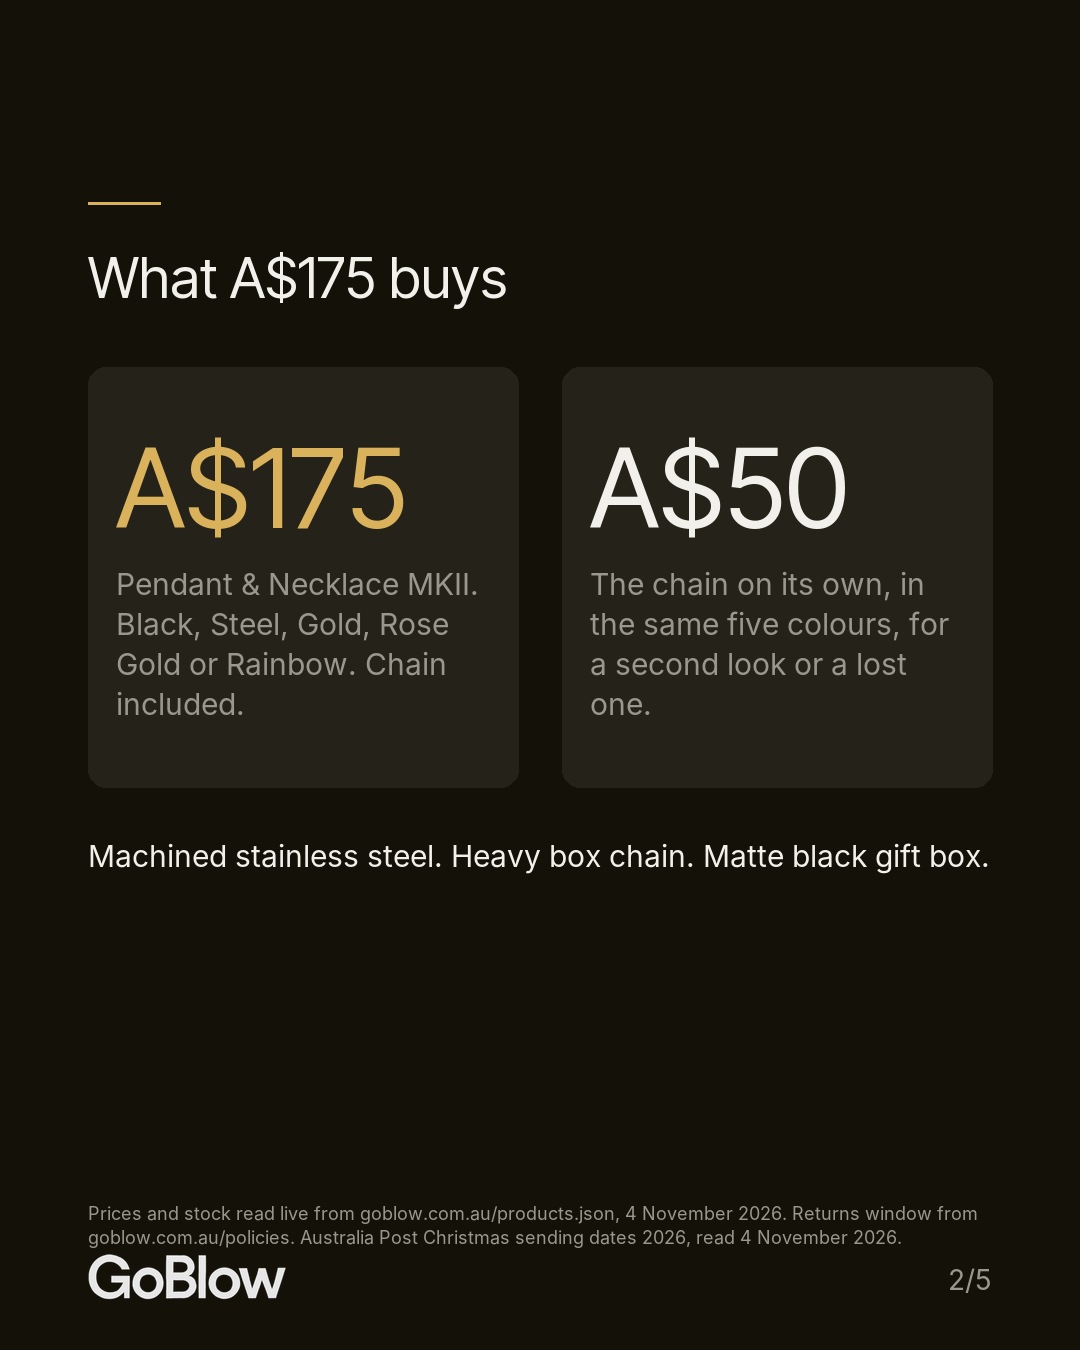 What A$175 buys
A$175
Pendant & Necklace MKII.
Black, Steel, Gold, Rose
Gold or Rainbow. Chain
included.
A$50
The chain on its own, in
the same five colours, for
a second look or a lost
one.
Machined stainless steel. Heavy box chain. Matte black gift box.
Prices and stock read live from goblow.com.au/products.json, 4 November 2026. Returns window from
goblow.com.au/policies. Australia Post Christmas sending dates 2026, read 4 November 2026.
GoBlow
2/5